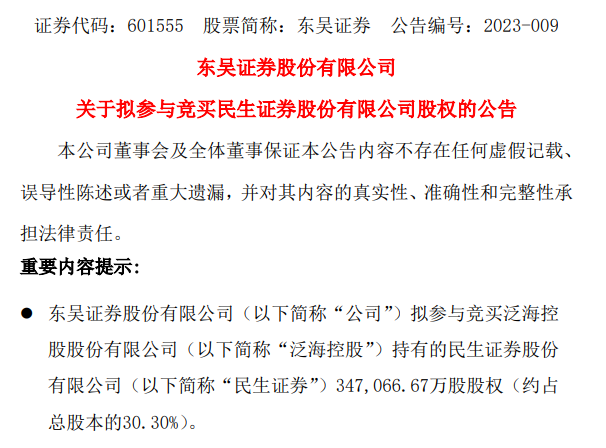 证券代码：601555 股票简称：东吴证券 公告编号：2023-009
东吴证券股份有限公司
关于拟参与竞买民生证券股份有限公司股权的公告
本公司董事会及全体董事保证本公告内容不存在任何虚假记载、
误导性陈述或者重大遗漏，并对其内容的真实性、准确性和完整性承
担法律责任。
重要内容提示:
● 东吴证券股份有限公司（以下简称“公司”）拟参与竞买泛海控
股股份有限公司（以下简称“泛海控股”）持有的民生证券股份
有限公司（以下简称“民生证券”）347,066.67万股股权（约占
总股本的30.30%）。